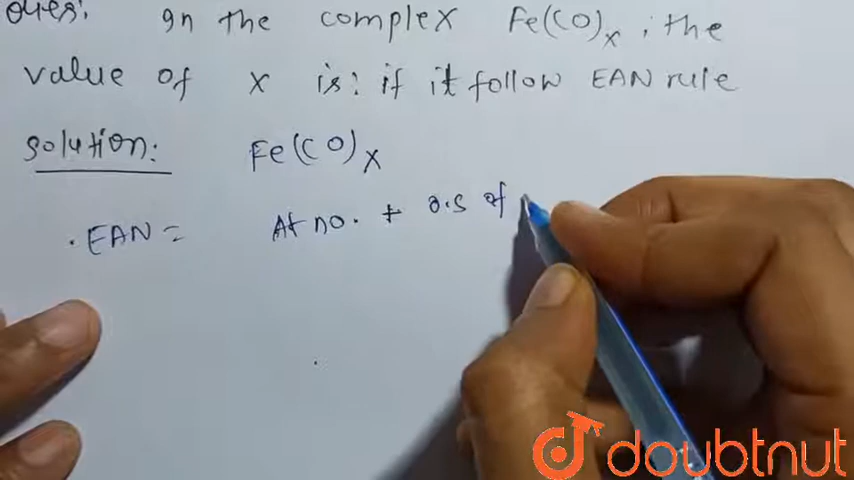 Ques. In the complex Fe(CO)x ; the
value of x is: if it follow EAN rule
Solution: Fe(CO)x
. EAN = At no. + O.S of
doubtnut